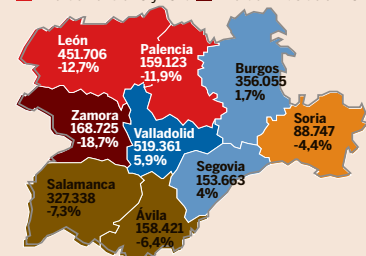 León
451.706
-12,7%
Palencia
159.123
-11,9%
Burgos
356.055
1,7%
Zamora
168.725
-18,7%
Valladolid
519.361
5,9%
Soria
88.747
-4,4%
Segovia
153.663
4%
Salamanca
327.338
-7,3%
Ávila
158.421
-6,4%